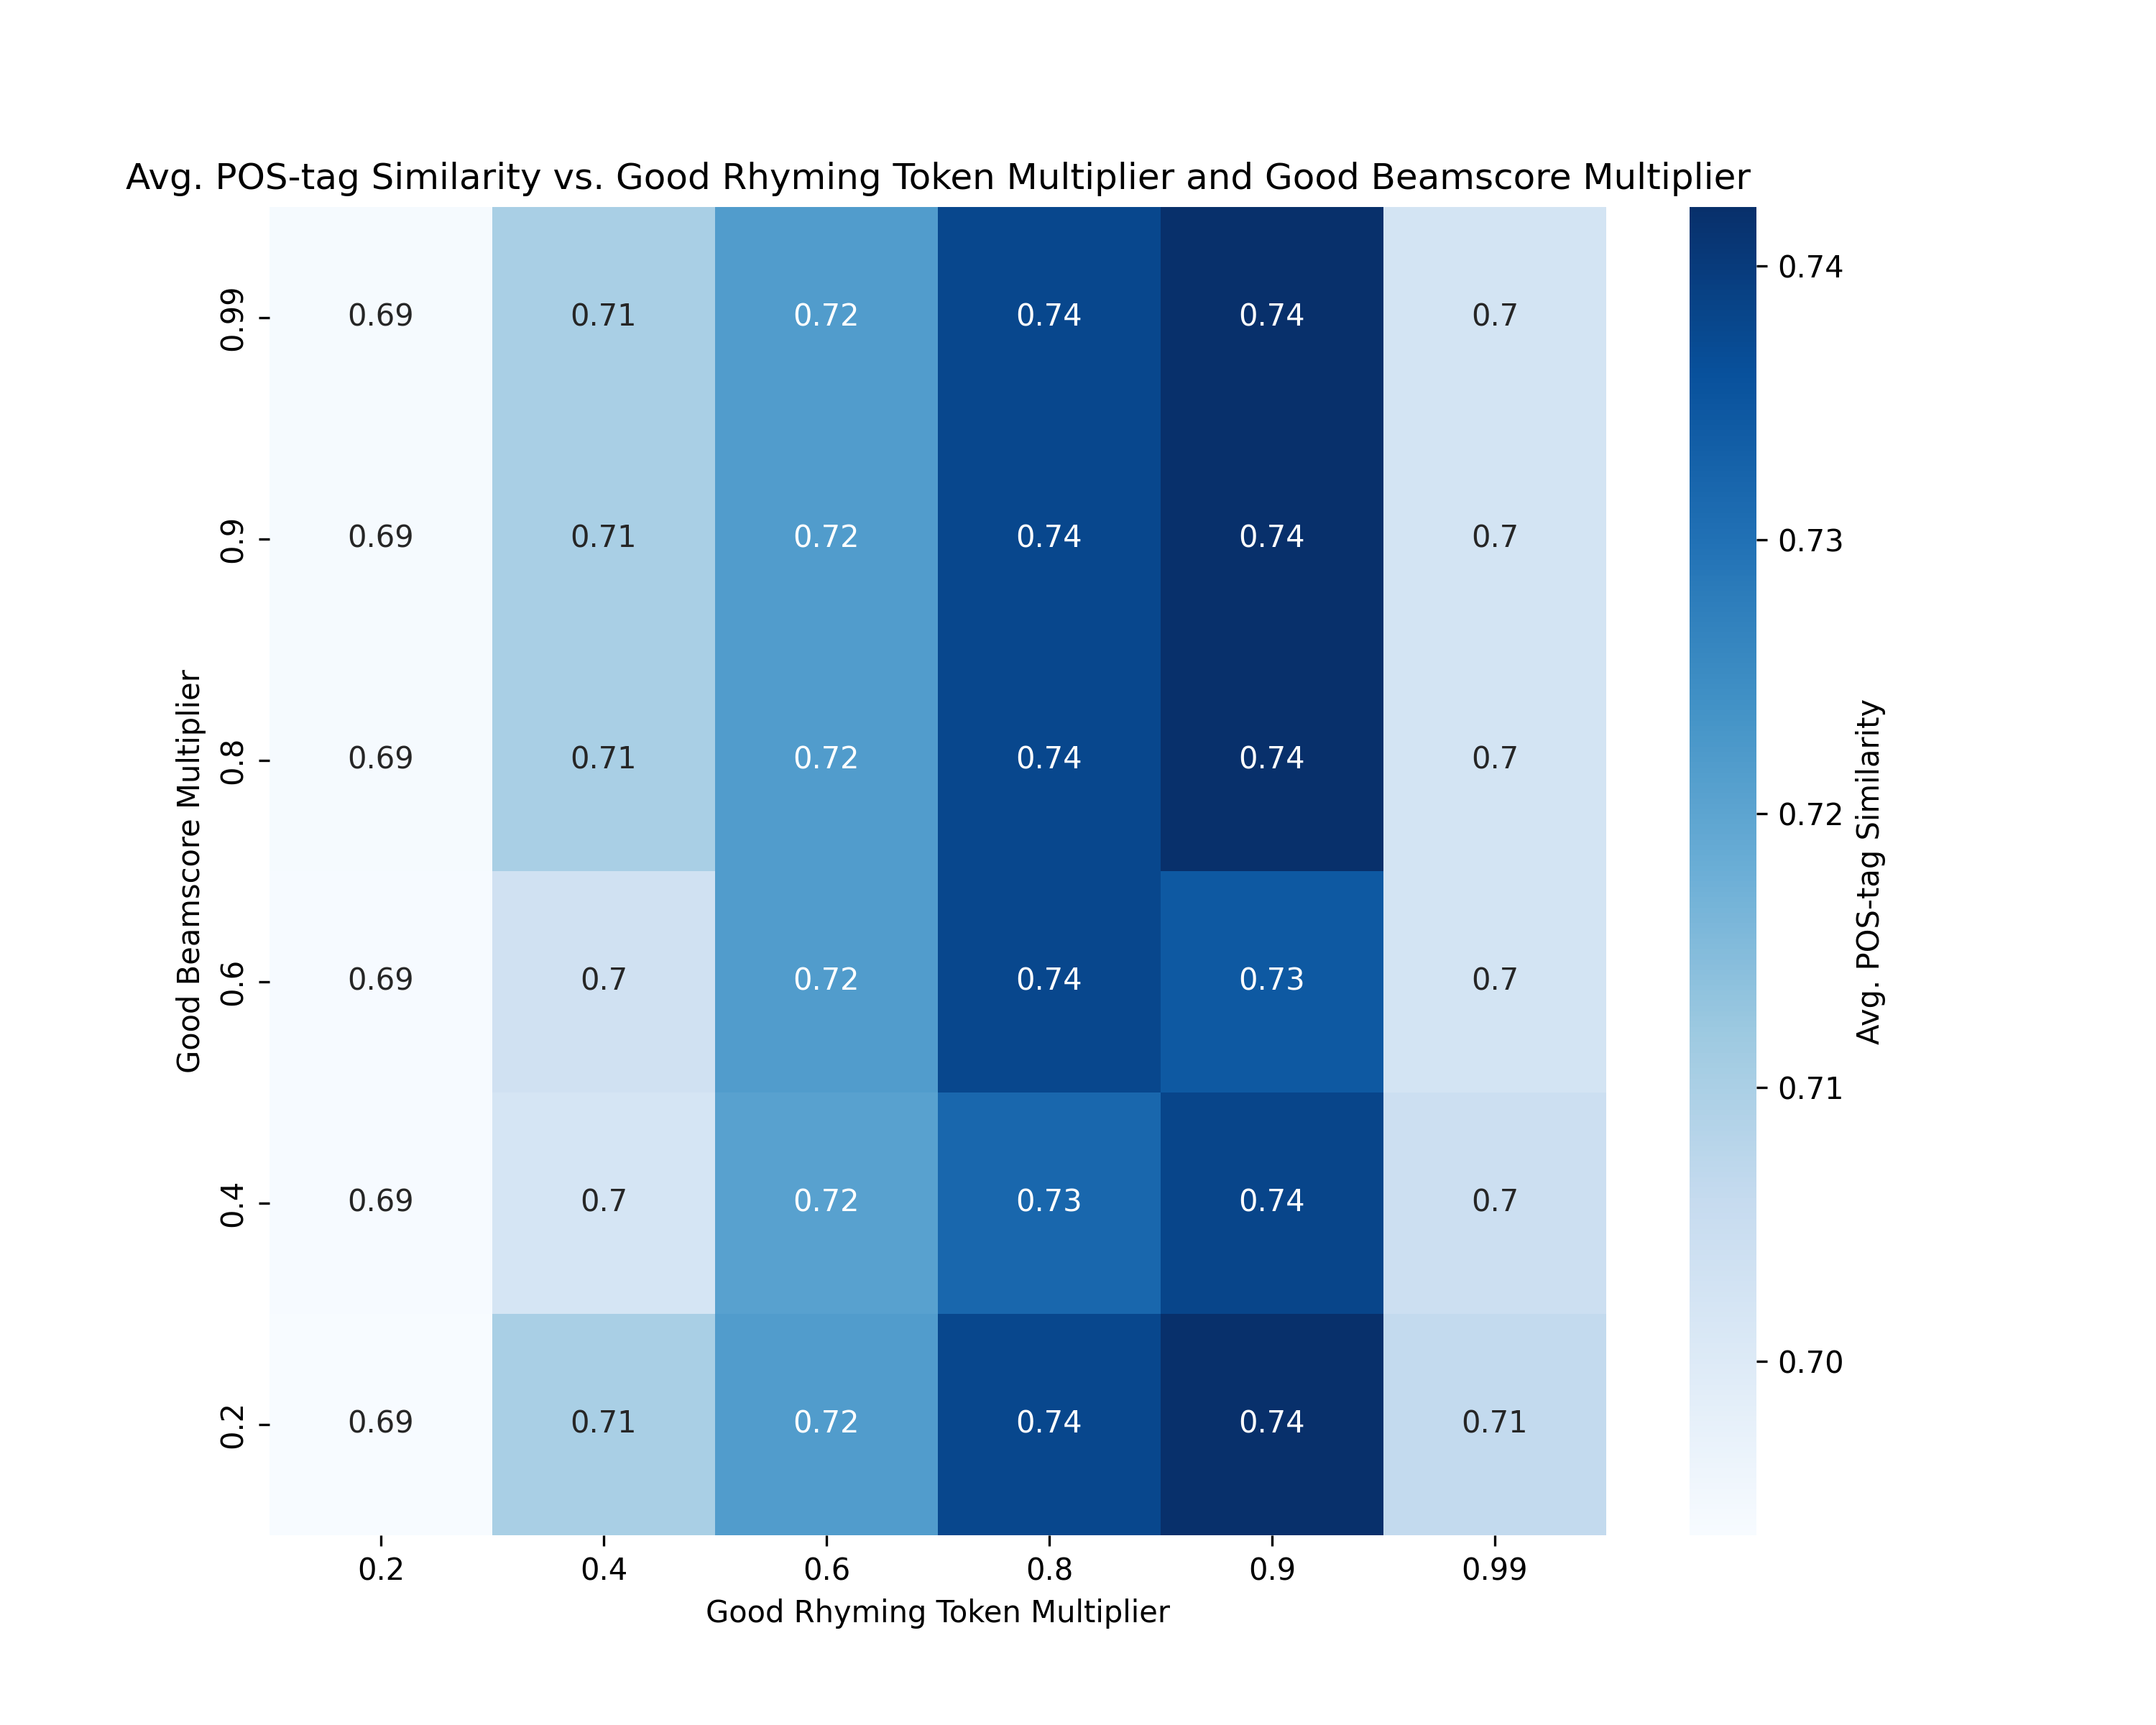 Avg. POS-tag Similarity vs. Good Rhyming Token Multiplier and Good Beamscore Multiplier
Good Beamscore Multiplier
0.99 0.69 0.71 0.72 0.74 0.74 0.7
0.9 0.69 0.71 0.72 0.74 0.74 0.7
0.8 0.69 0.71 0.72 0.74 0.74 0.7
0.6 0.69 0.7 0.72 0.74 0.73 0.7
0.4 0.69 0.7 0.72 0.73 0.74 0.7
0.2 0.69 0.71 0.72 0.74 0.74 0.71
0.2 0.4 0.6 0.8 0.9 0.99
Good Rhyming Token Multiplier
0.74
0.73
0.72
0.71
0.70
Avg. POS-tag Similarity